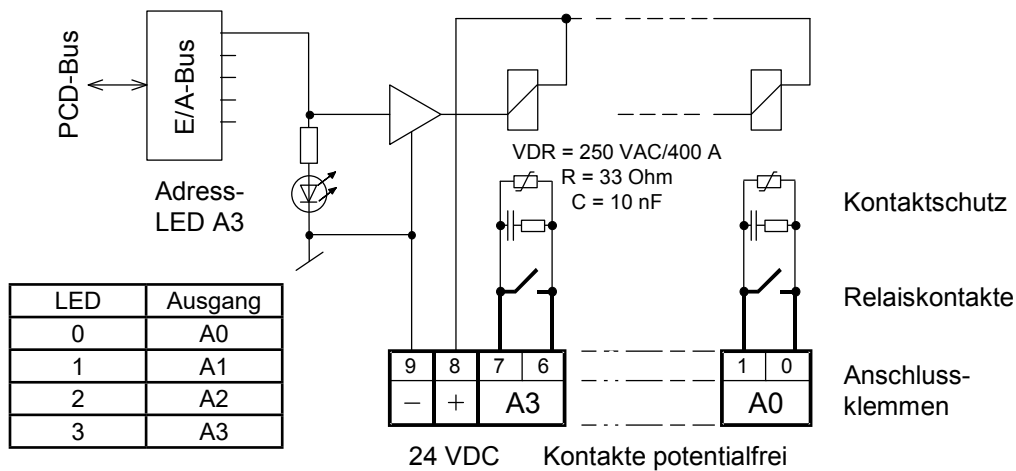 PCD-Bus
E/A-Bus
Adress-
LED A3
VDR = 250 VAC/400 A
R = 33 Ohm
C = 10 nF
Kontaktschutz
Relaiskontakte
LED Ausgang
0 A0
1 A1
2 A2
3 A3
9 8 7 6 1 0
– + A3 A0
Anschluss-
klemmen
24 VDC Kontakte potentialfrei